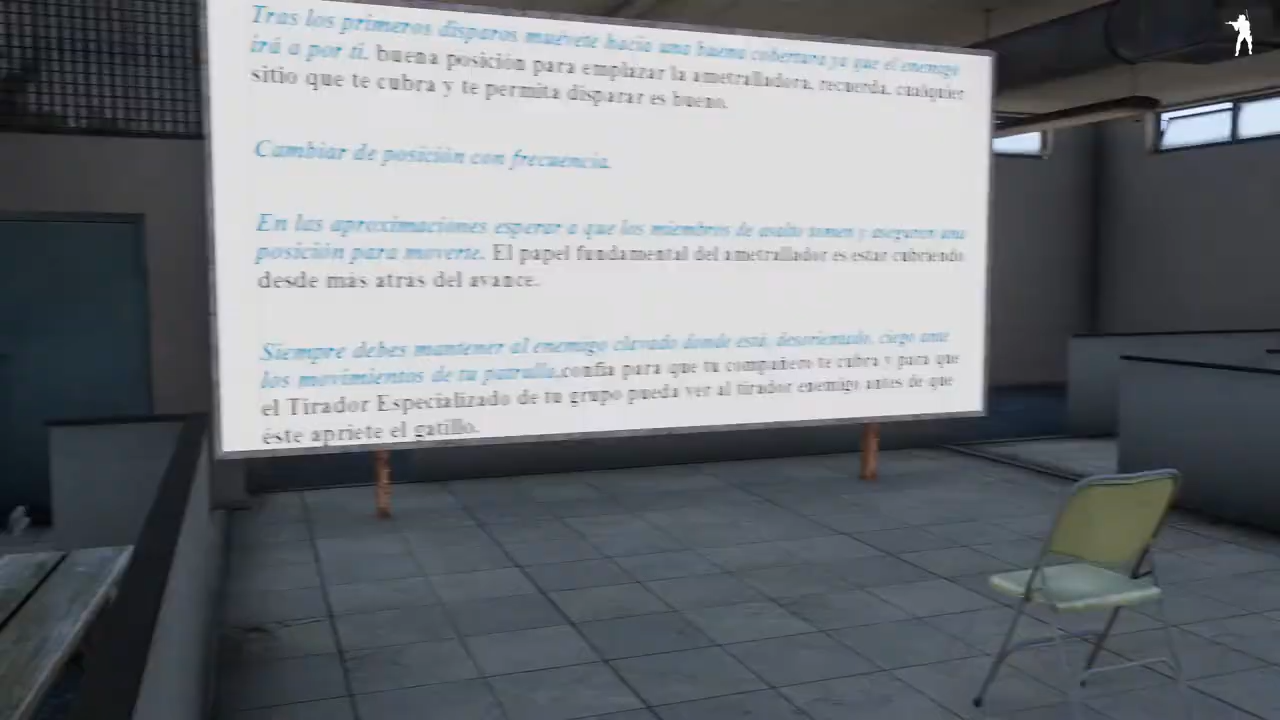 Tras los primeros disparos muevete hacia una buena cobertura ya que el enemigo
irá a por ti. buena posición para emplazar la ametralladora, recuerda, cualquier
sitio que te cubra y te permita disparar es bueno.
Cambiar de posición con frecuencia.
En las aproximaciones esperar a que los miembros de asalto tomen y aseguren una
posición para moverte. El papel fundamental del ametrallador es estar cubriendo
desde más atras del avance.
Siempre debes mantener al enemigo clavado donde está, desorientado, ciego ante
los movimientos de tu patrulla.confía para que tu compañero te cubra y para que
el Tirador Especializado de tu grupo pueda ver al tirador enemigo antes de que
éste apriete el gatillo.